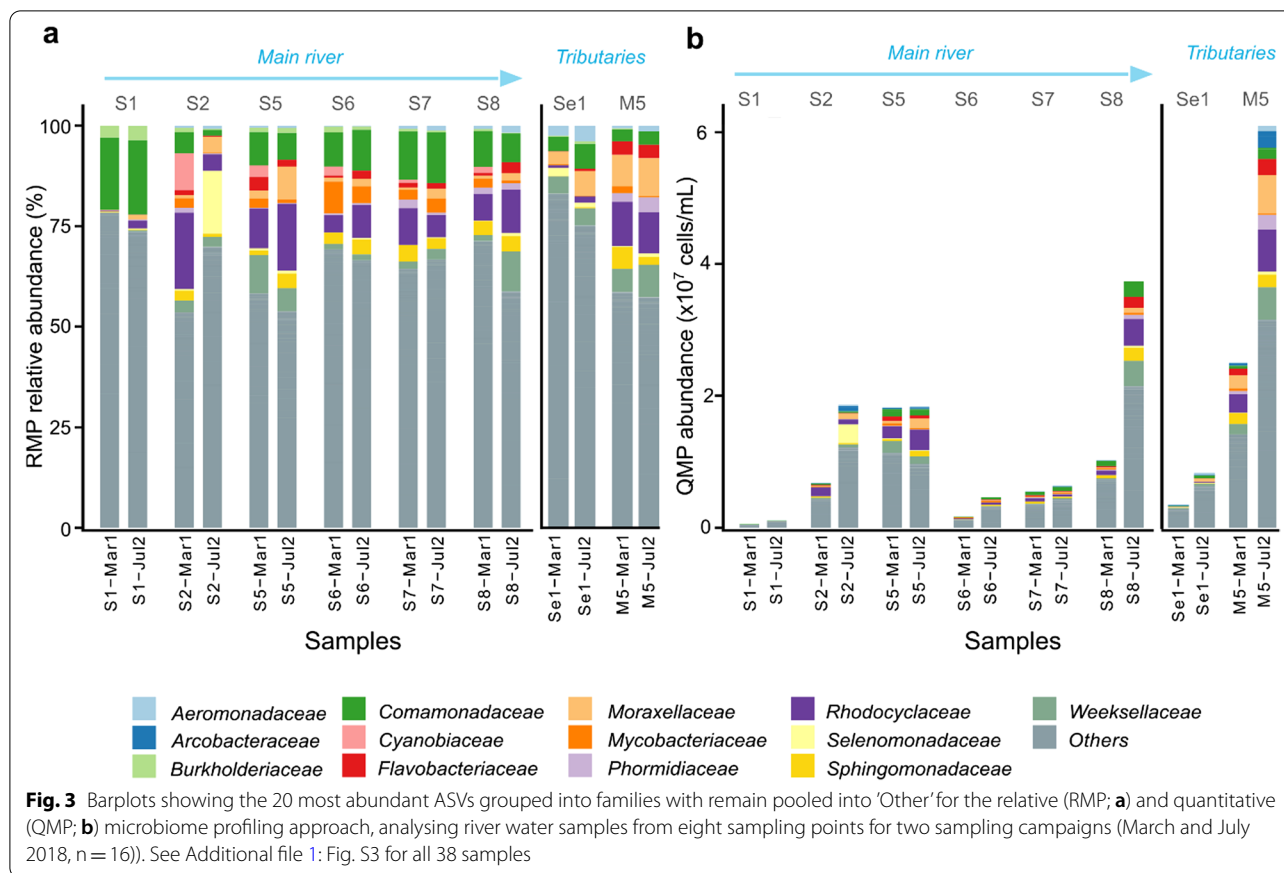 a
Main river
Tributaries
S1 S2 S5 S6 S7 S8 Se1 M5
RMP relative abundance (%)
100
75
50
25
0
S1-Mar1
S1-Jul2
S2-Mar1
S2-Jul2
S5-Mar1
S5-Jul2
S6-Mar1
S6-Jul2
S7-Mar1
S7-Jul2
S8-Mar1
S8-Jul2
Se1-Mar1
Se1-Jul2
M5-Mar1
M5-Jul2
Samples
b
Main river
Tributaries
S1 S2 S5 S6 S7 S8 Se1 M5
QMP abundance (x10⁷ cells/mL)
6
4
2
0
S1-Mar1
S1-Jul2
S2-Mar1
S2-Jul2
S5-Mar1
S5-Jul2
S6-Mar1
S6-Jul2
S7-Mar1
S7-Jul2
S8-Mar1
S8-Jul2
Se1-Mar1
Se1-Jul2
M5-Mar1
M5-Jul2
Samples
Aeromonadaceae Comamonadaceae Moraxellaceae Rhodocyclaceae Weeksellaceae
Arcobacteraceae Cyanobiaceae Mycobacteriaceae Selenomonadaceae Others
Burkholderiaceae Flavobacteriaceae Phormidiaceae Sphingomonadaceae
Fig. 3 Barplots showing the 20 most abundant ASVs grouped into families with remain pooled into 'Other' for the relative (RMP; a) and quantitative
(QMP; b) microbiome profiling approach, analysing river water samples from eight sampling points for two sampling campaigns (March and July
2018, n = 16)). See Additional file 1: Fig. S3 for all 38 samples